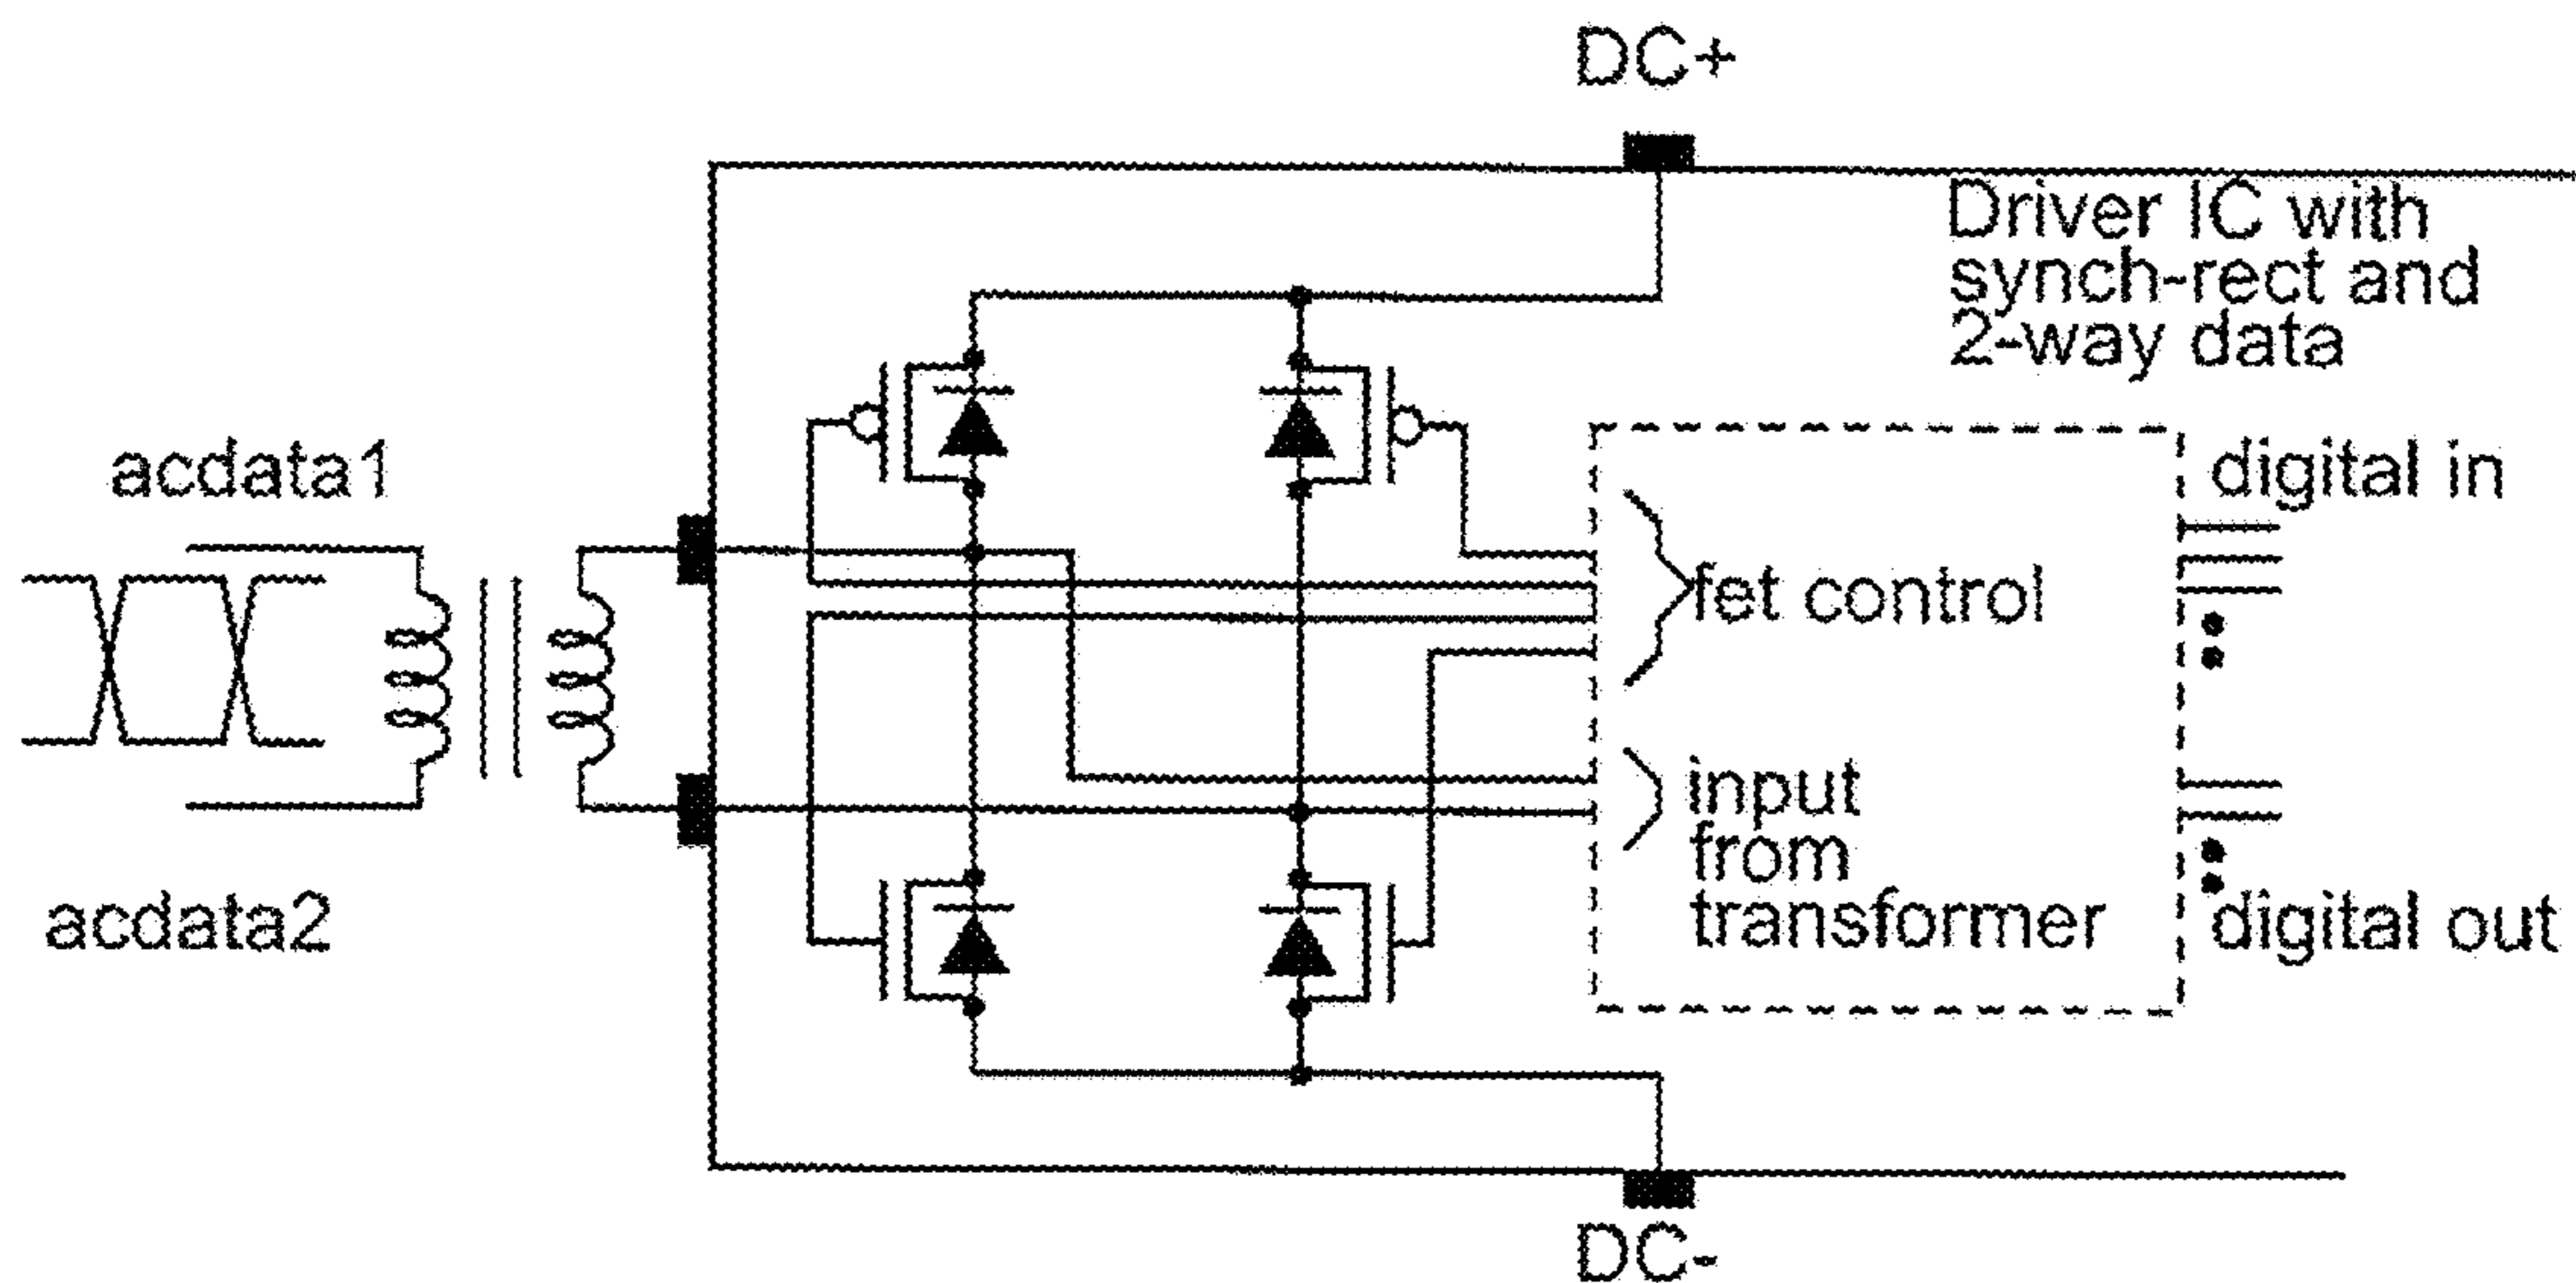 DC+
Driver IC with
synch-rect and
2-way data
acdata1
digital in
fet control
input
from
transformer
acdata2
digital out
DC-